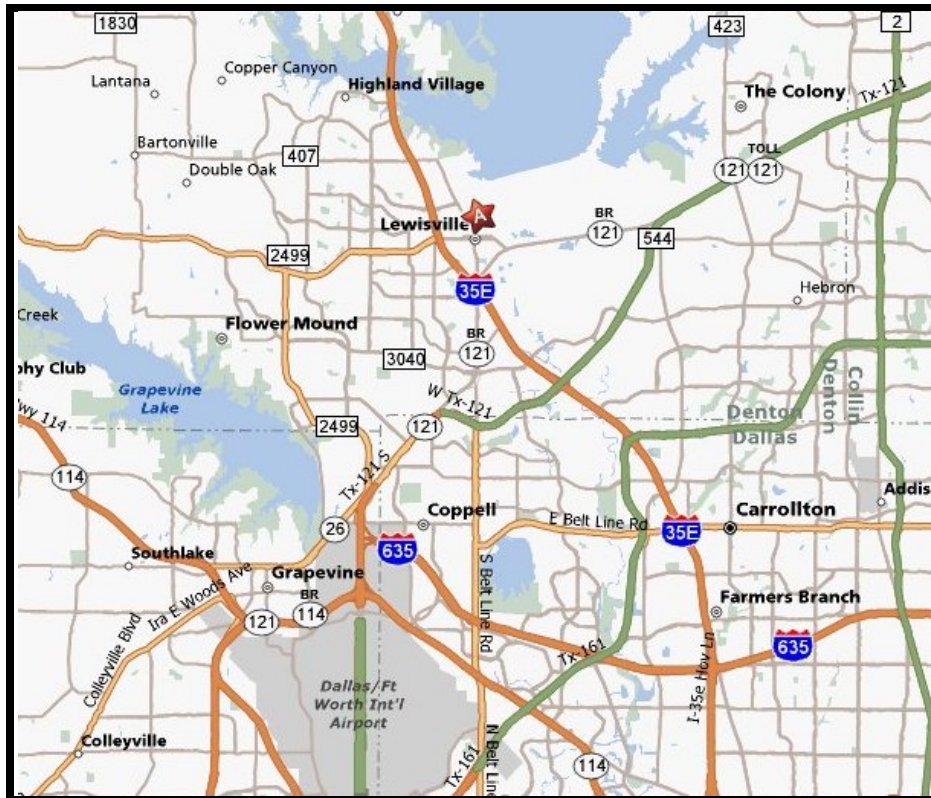 1830
423
2
Copper Canyon
Lantana
Highland Village
The Colony
Tx-121
Bartonville
407
TOLL
121
121
Double Oak
A
Lewisville
BR
121
544
2499
35E
Hebron
Creek
Flower Mound
BR
121
3040
phy Club
Grapevine
Lake
W Tx-121
Denton
Collin
Hwy 114
2499
121
Denton
Dallas
114
Tx-121 S
26
Coppell
E Belt Line Rd
35E
Carrollton
Addis
Southlake
635
Grapevine
S Belt Line Rd
Ira E Woods Ave
BR
114
121
Farmers Branch
635
Colleyville Blvd
Tx-161
I-35e Hov Ln
Dallas/Ft
Worth Int'l
Airport
Colleyville
N Belt Line
Tx-161
114